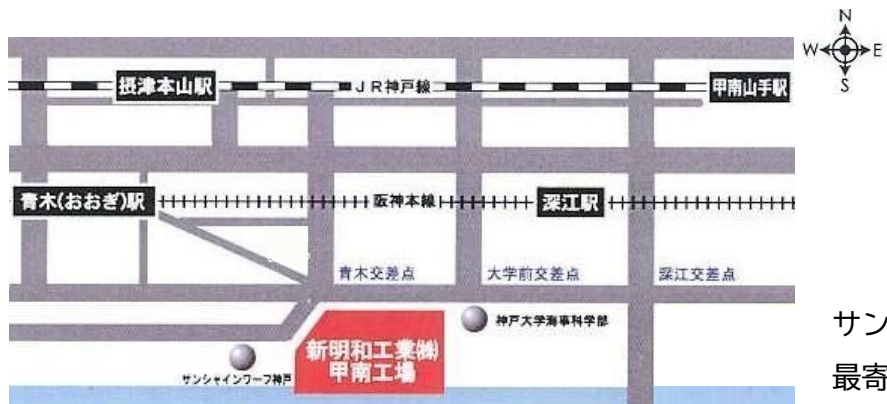 N
W E
S
摂津本山駅
JR神戸線
甲南山手駅
青木(おおぎ)駅
阪神本線
深江駅
青木交差点
大学前交差点
深江交差点
神戸大学海事科学部
新明和工業㈱
甲南工場
サンシャインワーフ神戸
サン
最寄